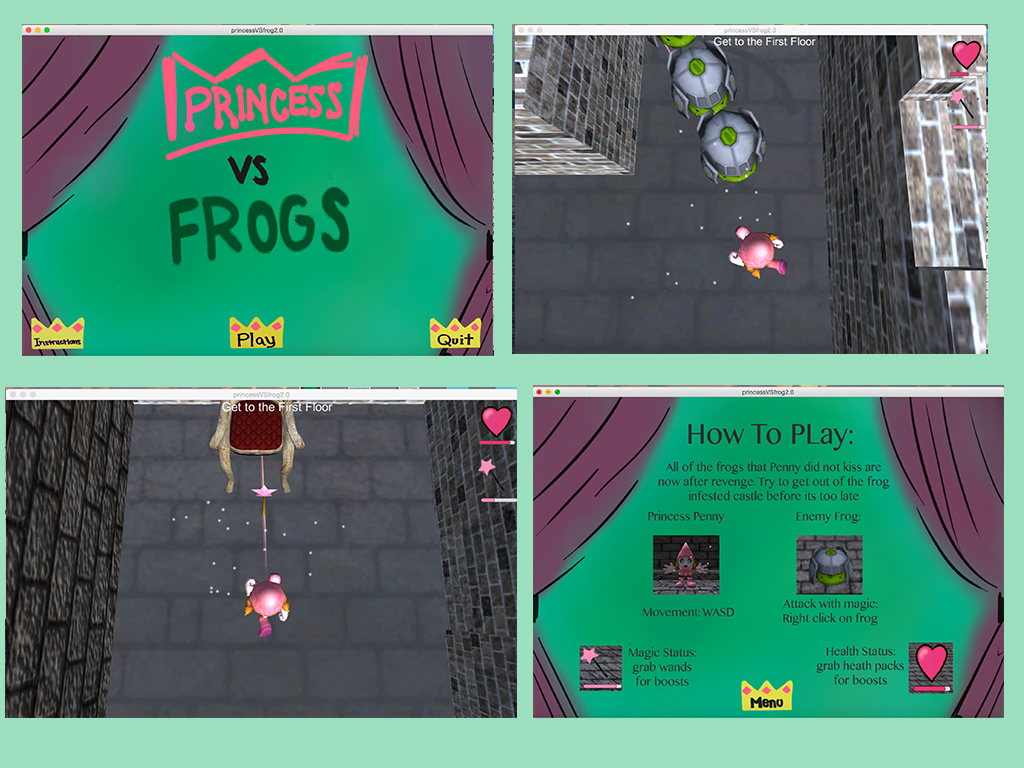 princessVSfrog2.0
PRINCESS
VS
FROGS
Instructions
Play
Quit
princessVSfrog2.0
Get to the First Floor
princessVSfrog2.0
Get to the First Floor
princessVSfrog2.0
How To PLay:
All of the frogs that Penny did not kiss are
now after revenge. Try to get out of the frog
infested castle before its too late
Princess Penny
Enemy Frog:
Movement: WASD
Attack with magic:
Right click on frog
Magic Status:
grab wands
for boosts
Health Status:
grab heath packs
for boosts
Menu